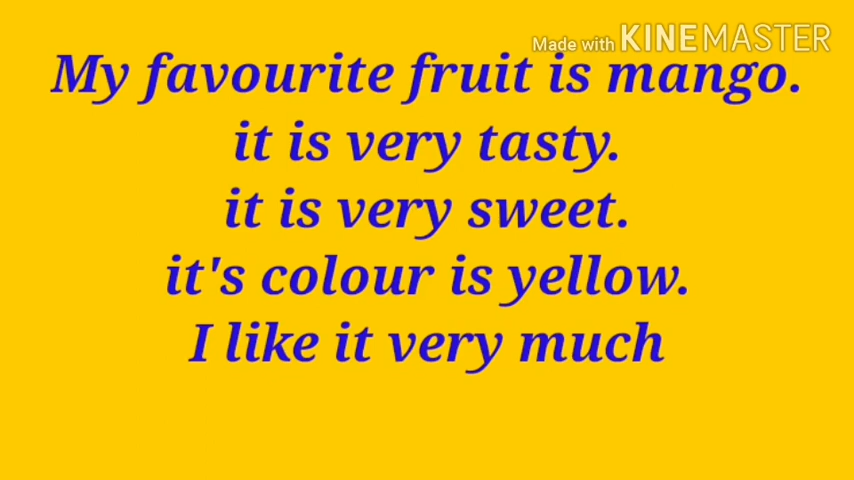 Made with KINEMASTER
My favourite fruit is mango.
it is very tasty.
it is very sweet.
it's colour is yellow.
I like it very much